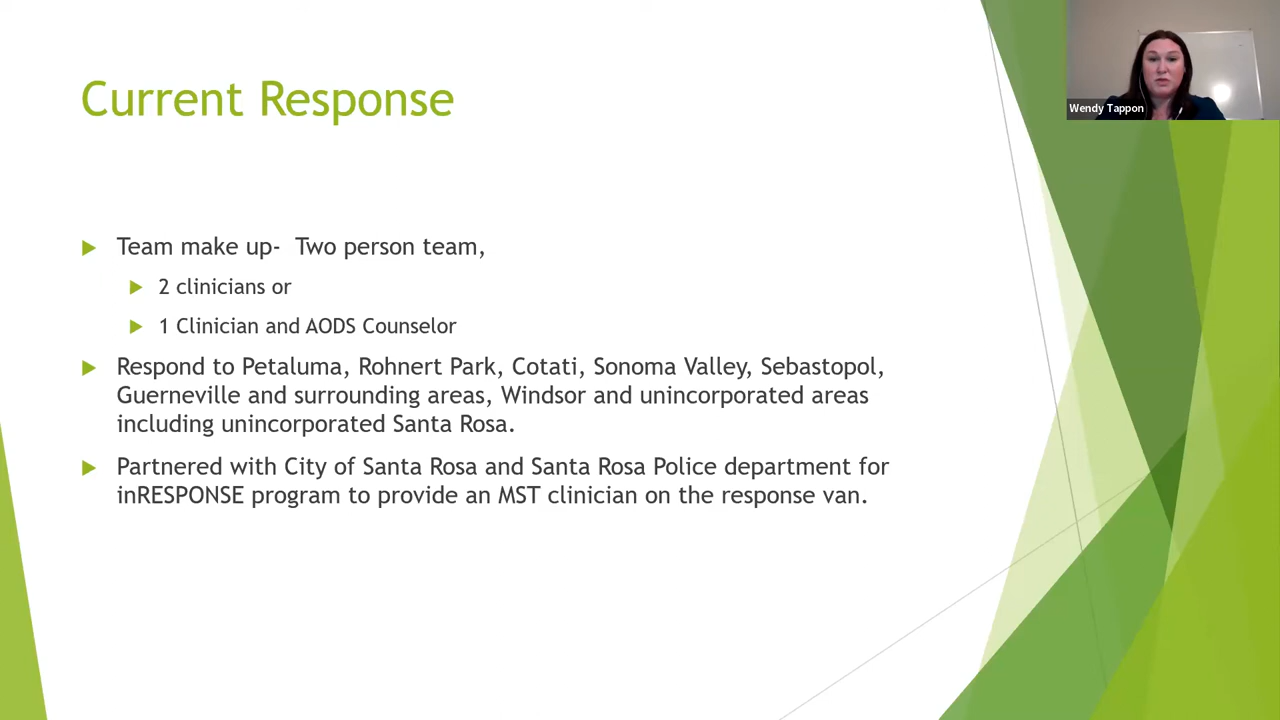 Current Response
Wendy Tappon
Team make up-  Two person team,
2 clinicians or
1 Clinician and AODS Counselor
Respond to Petaluma, Rohnert Park, Cotati, Sonoma Valley, Sebastopol,
Guerneville and surrounding areas, Windsor and unincorporated areas
including unincorporated Santa Rosa.
Partnered with City of Santa Rosa and Santa Rosa Police department for
inRESPONSE program to provide an MST clinician on the response van.